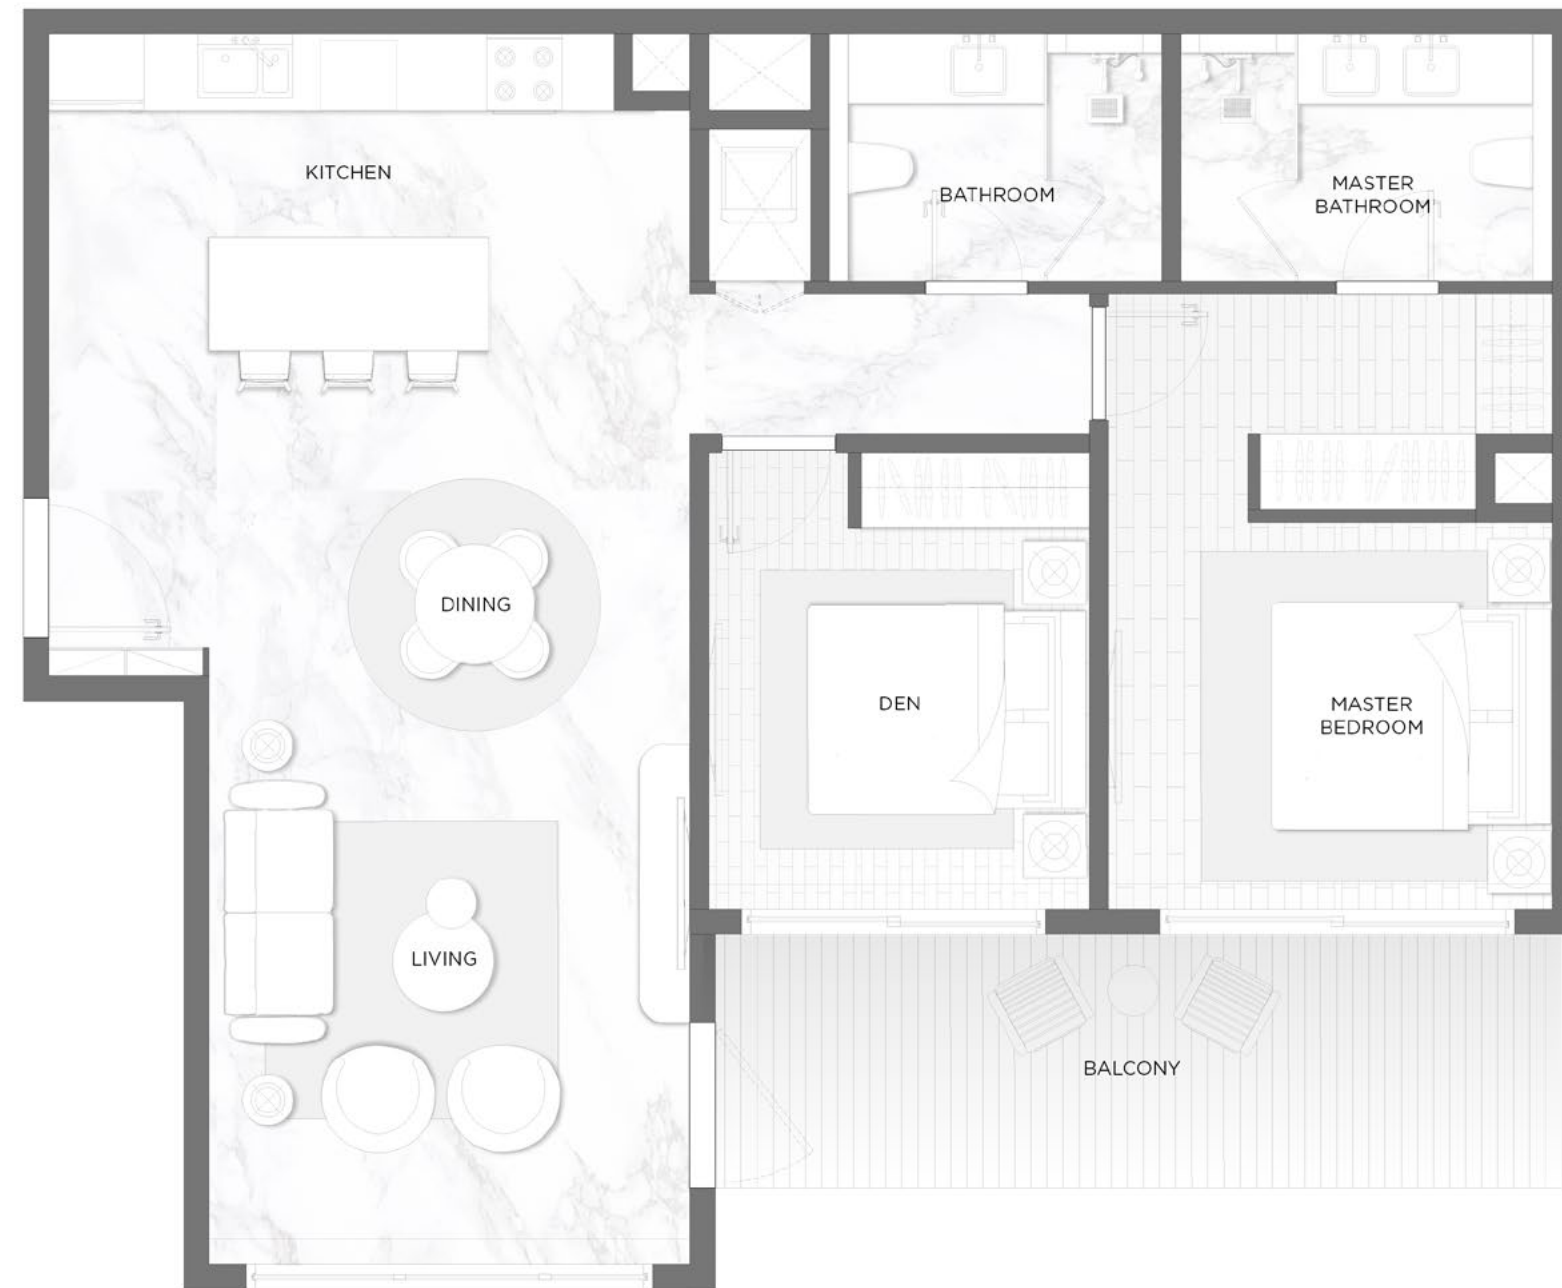 KITCHEN
BATHROOM
MASTER
BATHROOM
DINING
DEN
MASTER
BEDROOM
LIVING
BALCONY